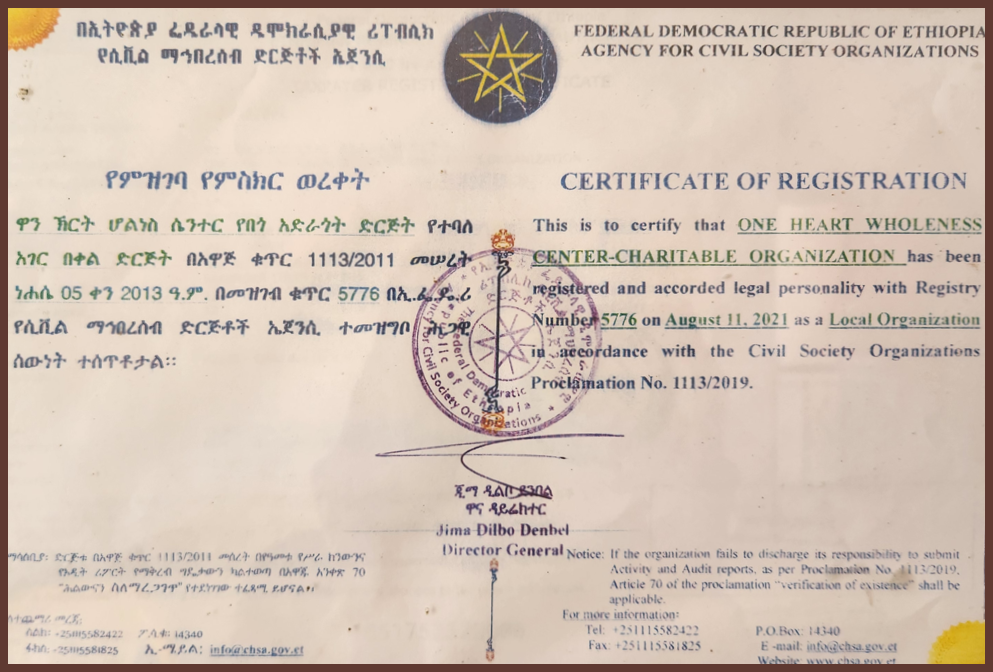 በኢትዮጵያ ፌዴራላዊ ዲሞክራሲያዊ ሪፐብሊክ
የሲቪል ማኅበረሰብ ድርጅቶች ኤጀንሲ
FEDERAL DEMOCRATIC REPUBLIC OF ETHIOPIA
AGENCY FOR CIVIL SOCIETY ORGANIZATIONS
የምዝገባ የምስክር ወረቀት
ዋን ኸርት ሆልነስ ሴንተር የበጎ አድራጎት ድርጅት የተባለ
አገር በቀል ድርጅት በአዋጅ ቁጥር 1113/2011 መሠረት
ነሐሴ 05 ቀን 2013 ዓ.ም. በመዝገብ ቁጥር 5776 በኢ.ፌ.ዴ.ሪ
የሲቪል ማኅበረሰብ ድርጅቶች ኤጀንሲ ተመዝግቦ ሕጋዊ
ሰውነት ተሰጥቶታል።
CERTIFICATE OF REGISTRATION
This is to certify that ONE HEART WHOLENESS
CENTER-CHARITABLE ORGANIZATION has been
registered and accorded legal personality with Registry
Number 5776 on August 11, 2021 as a Local Organization
in accordance with the Civil Society Organizations
Proclamation No. 1113/2019.
Federal Democratic
Republic of Ethiopia
Agency for Civil Society Organizations
ጂማ ዲልቦ ደንበል
ዋና ዳይሬክተር
Jima Dilbo Denbel
Director General
ድርጅቱ በአዋጅ ቁጥር 1113/2011 መሰረት በየዓመቱ የሥራ ክንውንና
የኦዲት ሪፖርት የማቅረብ ግዴታውን ካልተወጣ በአዋጁ አንቀጽ 70
"ሕልውናን ስለማረጋገጥ" የተደነገገው ተፈጻሚ ይሆናል።
Notice: If the organization fails to discharge its responsibility to submit
Activity and Audit reports, as per Proclamation No. 1113/2019,
Article 70 of the proclamation "verification of existence" shall be
applicable.
ለተጨማሪ መረጃ:
ስልክ: +251115582422 ፖ.ሳ.ቁ: 14340
ፋክስ: +251115581825 ኢ-ሜይል: info@chsa.gov.et
For more information:
Tel: +251115582422 P.O.Box: 14340
Fax: +251115581825 E -mail: info@chsa.gov.et